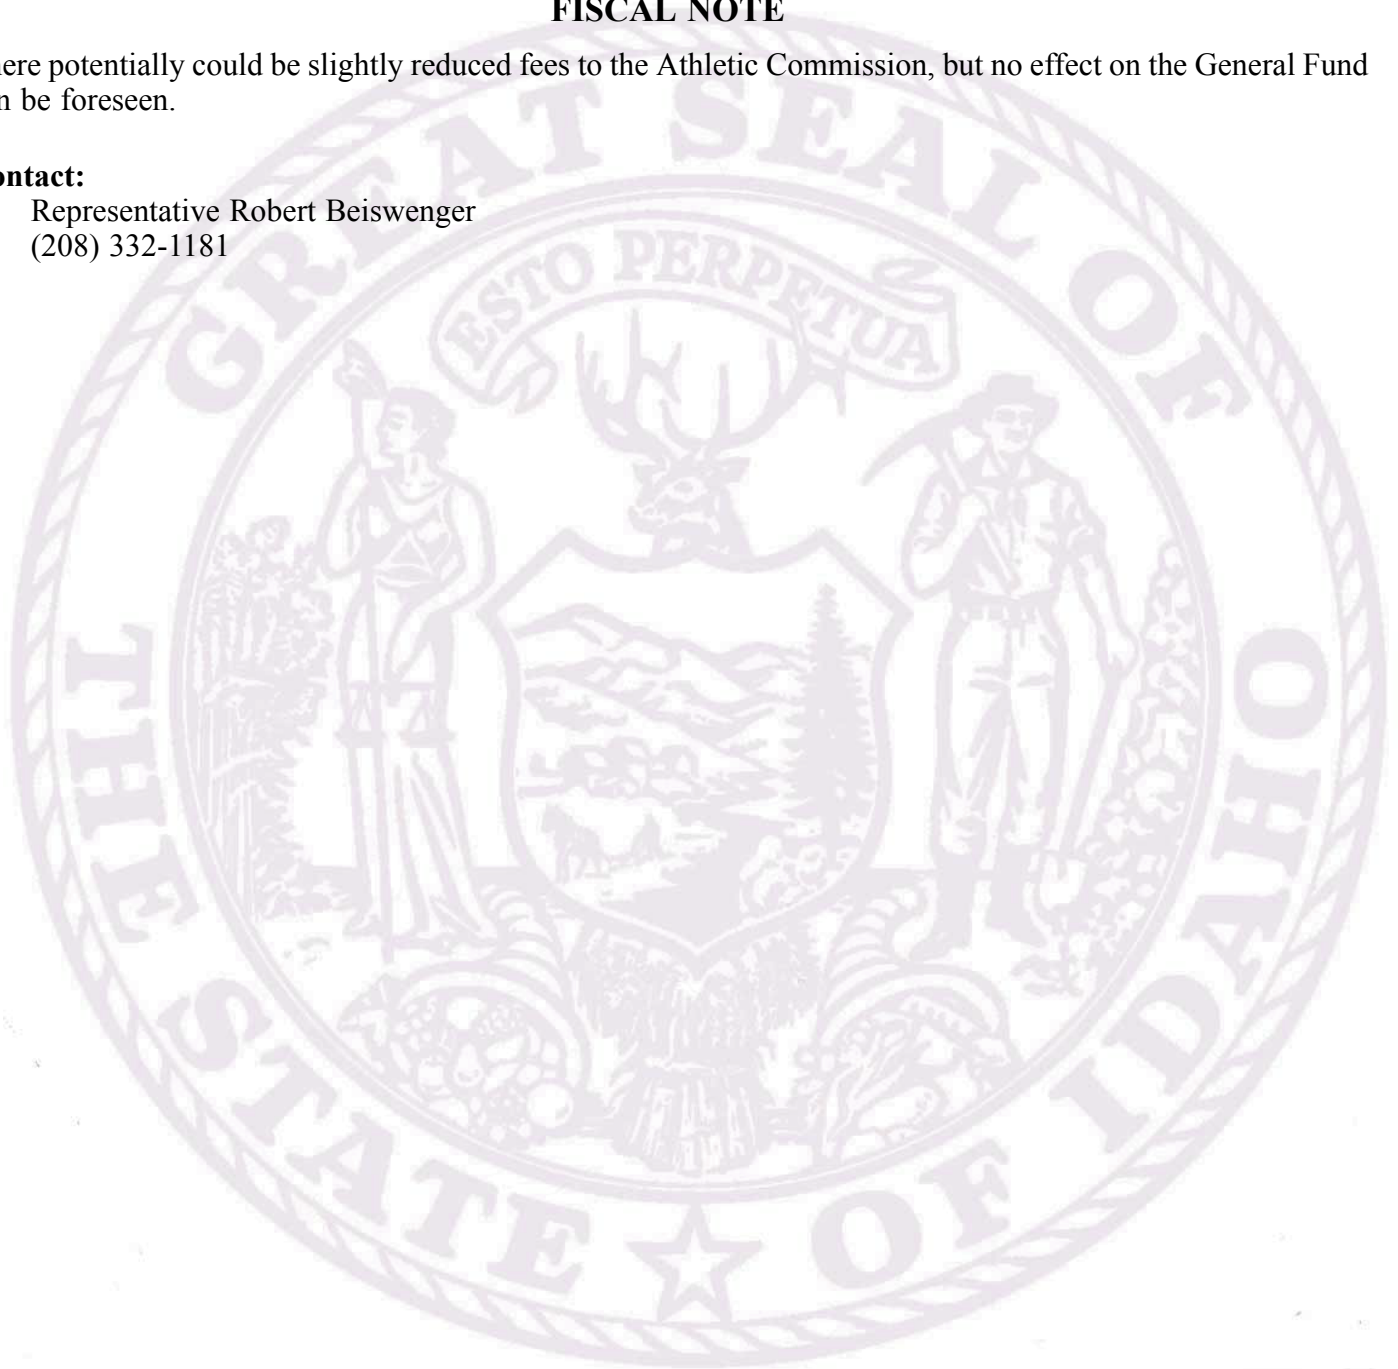 FISCAL NOTE
here potentially could be slightly reduced fees to the Athletic Commission, but no effect on the General Fund
n be foreseen.
ontact:
Representative Robert Beiswenger
(208) 332-1181
GREAT SEAL OF
THE STATE ★ OF IDAHO
ESTO PERPETUA